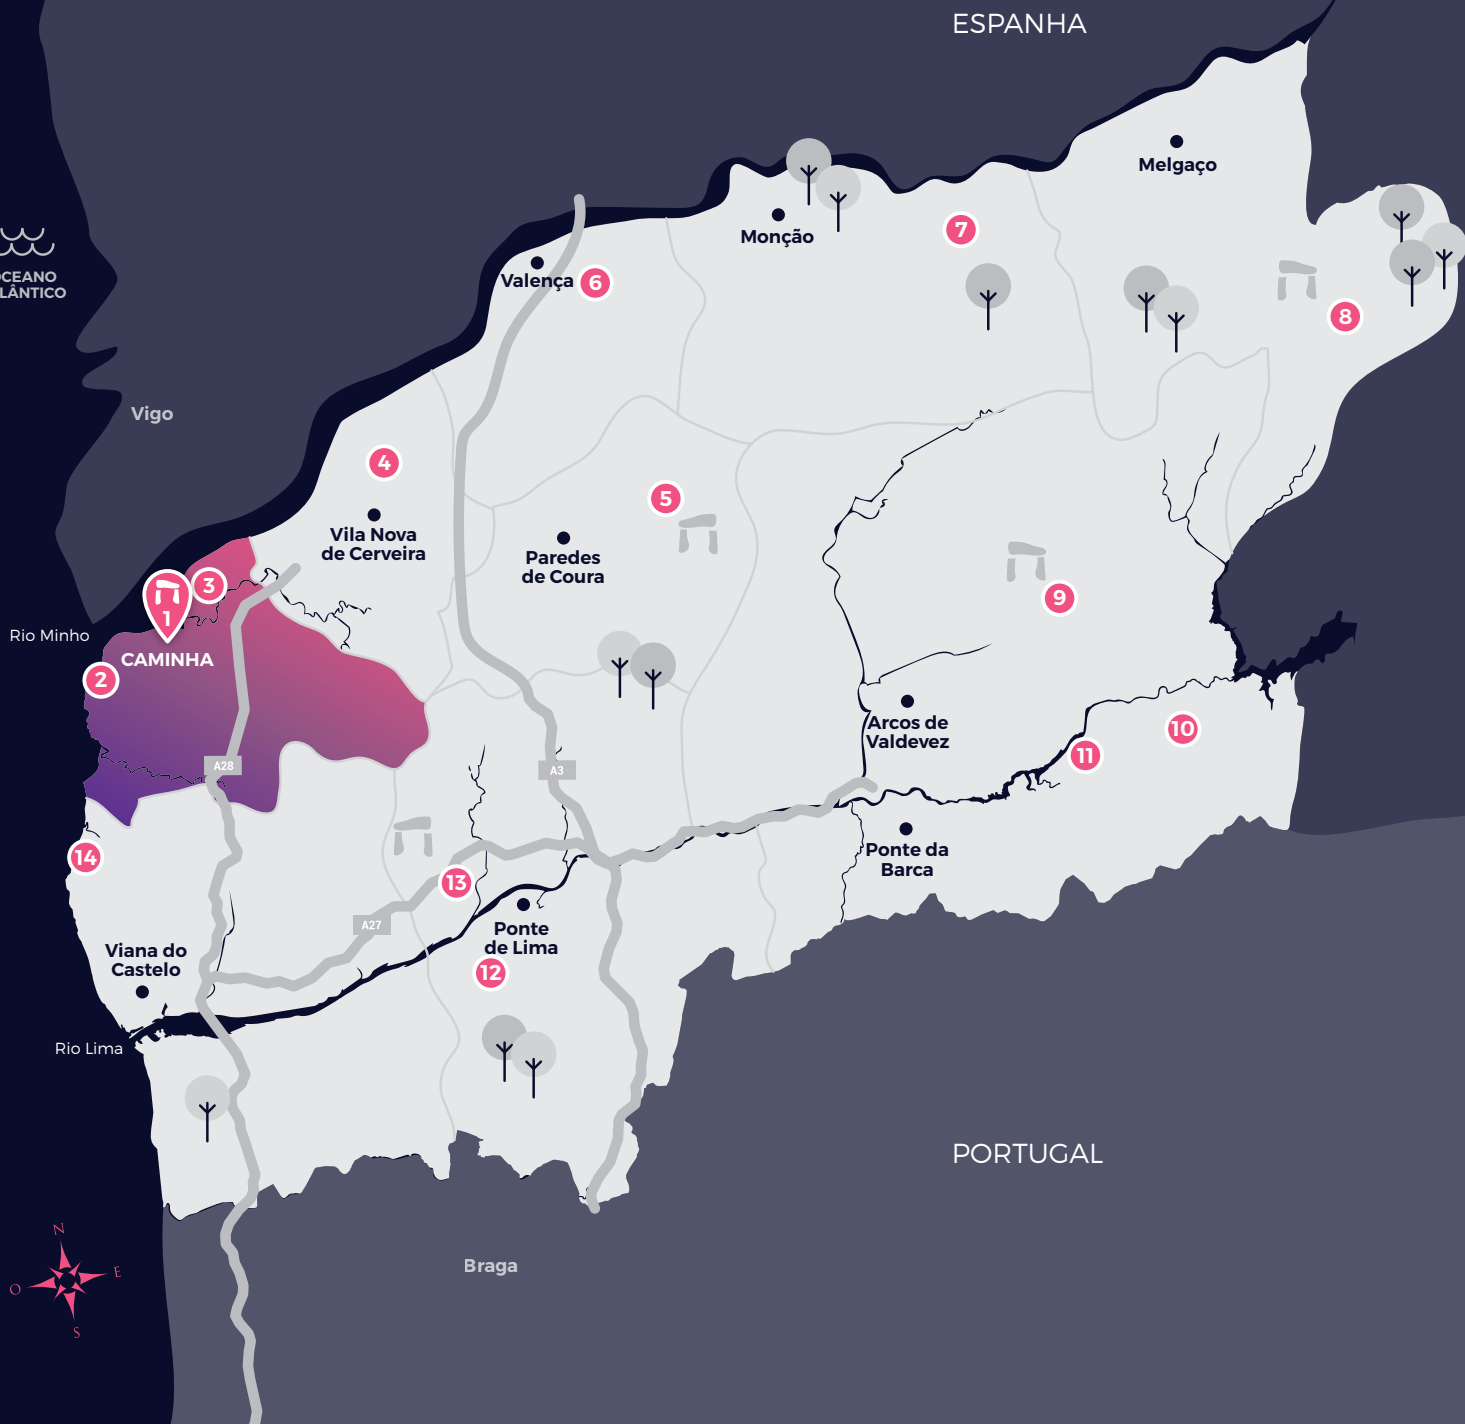 ESPANHA
Melgaço
7
Monção
CEANO
LÂNTICO
Valença
6
8
Vigo
4
5
Vila Nova
de Cerveira
Paredes
de Coura
3
9
1
Rio Minho
CAMINHA
2
Arcos de
Valdevez
10
11
A28
A3
14
Ponte da
Barca
13
A27
Ponte
de Lima
Viana do
Castelo
12
Rio Lima
PORTUGAL
N
Braga
O
E
S